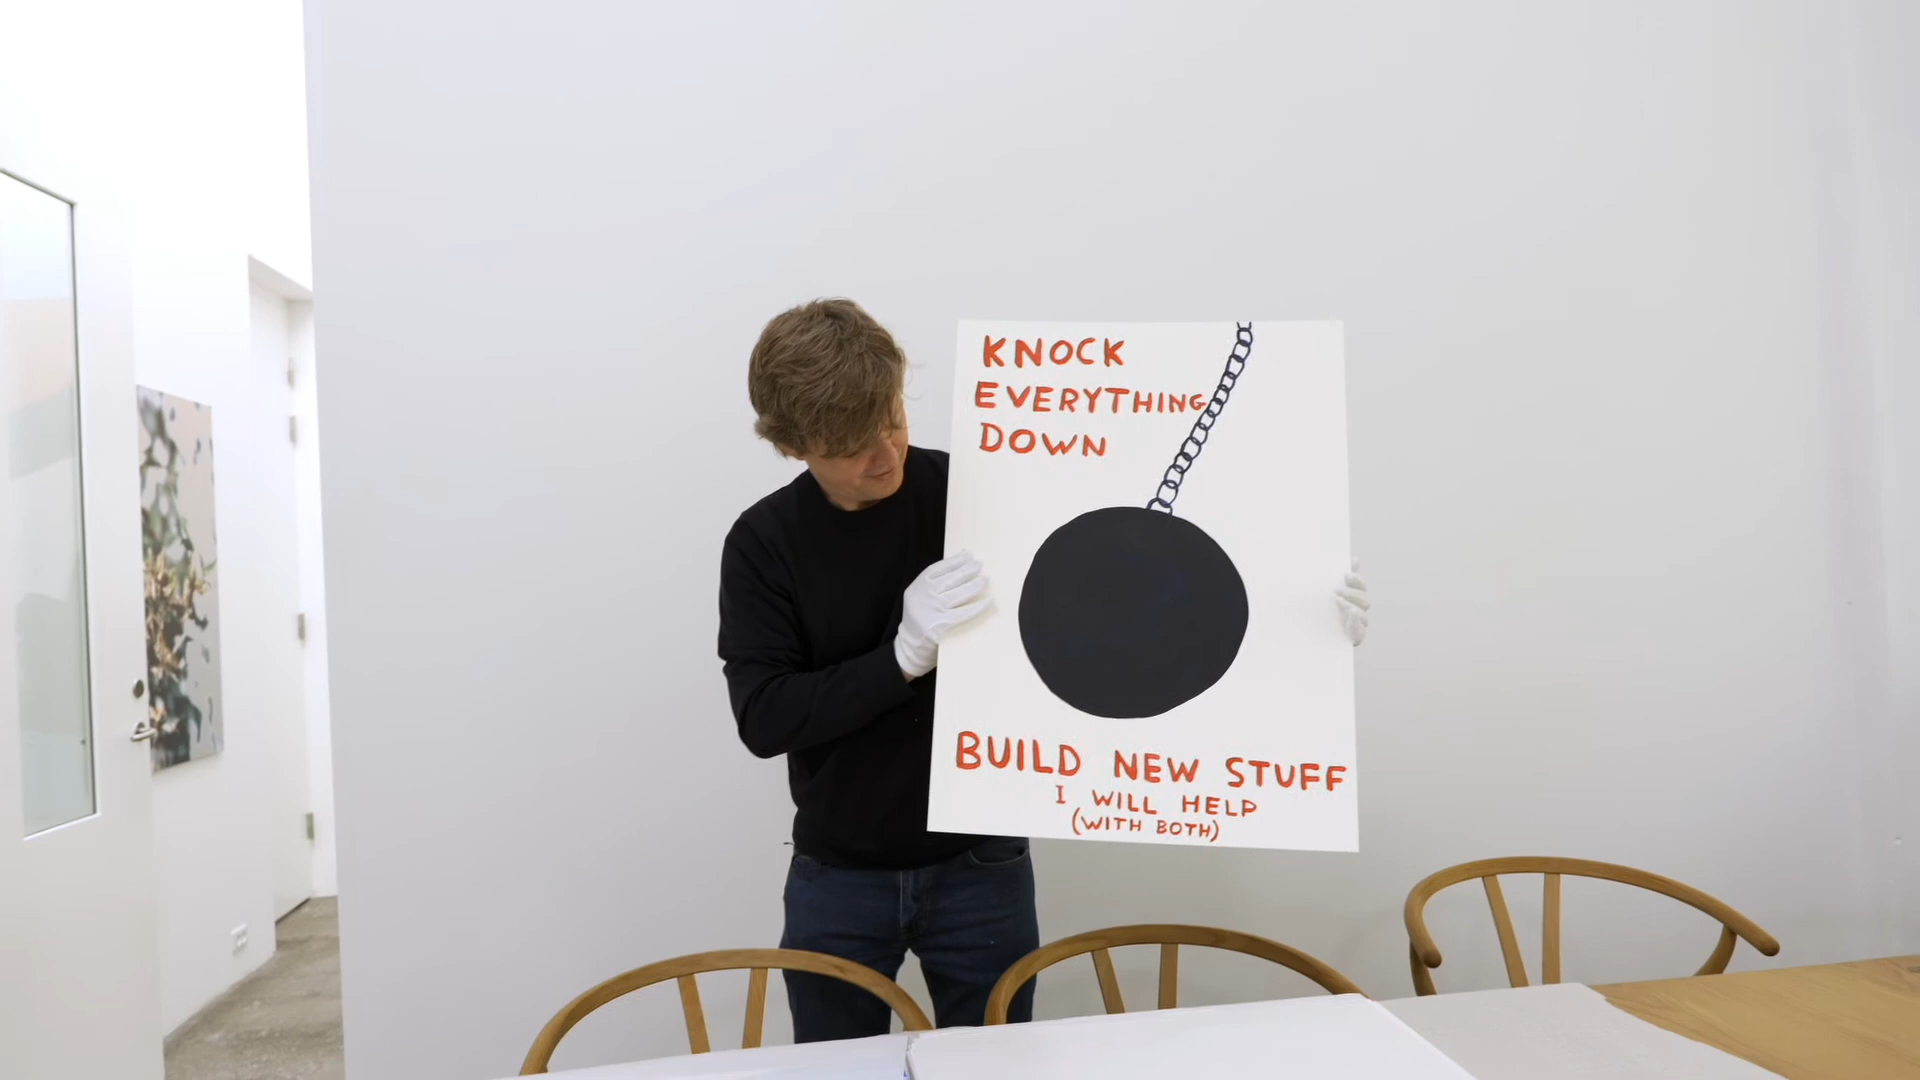 KNOCK
EVERYTHING
DOWN
BUILD NEW STUFF
I WILL HELP
(WITH BOTH)